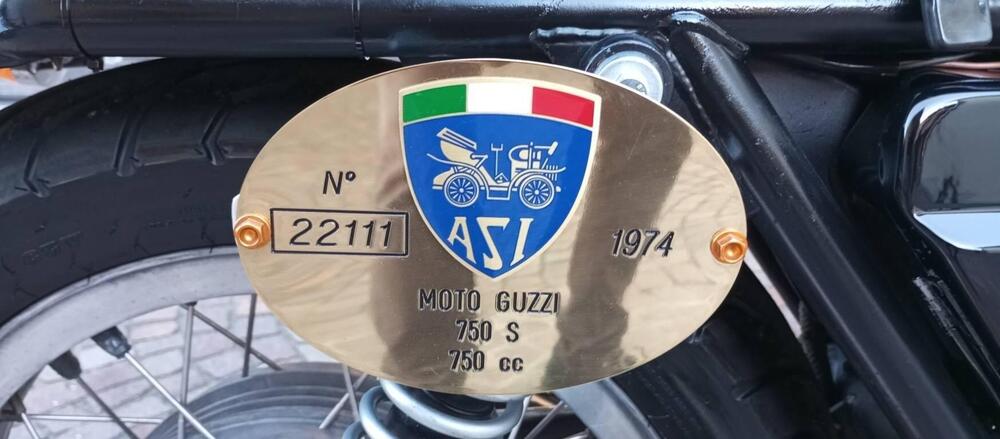 ASI
N°
22111
1974
MOTO GUZZI
750 S
750 cc